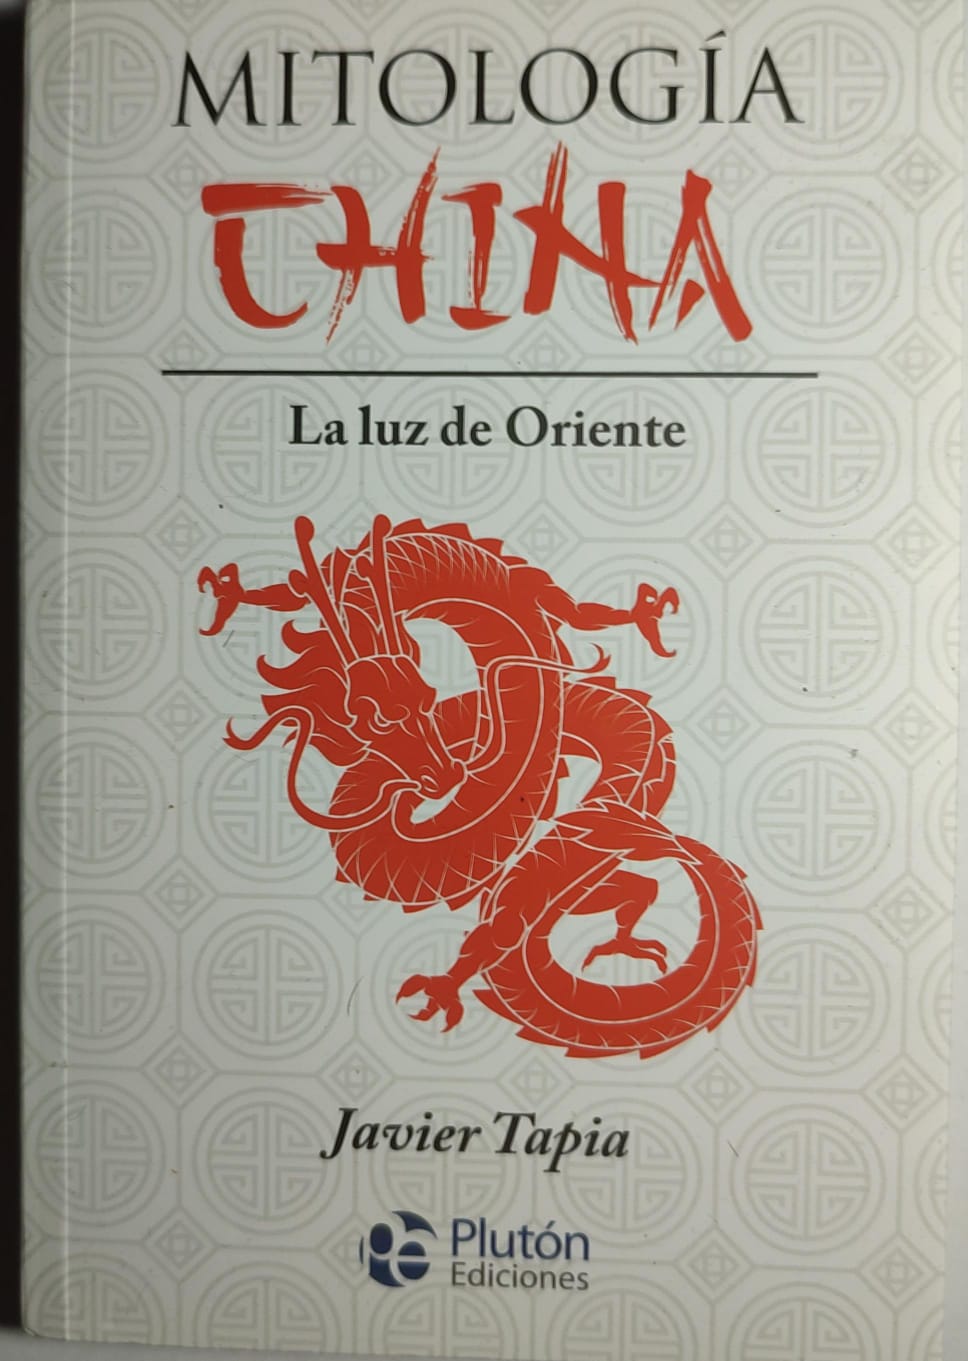 MITOLOGÍA
CHINA
La luz de Oriente
Javier Tapia
Plutón
Ediciones